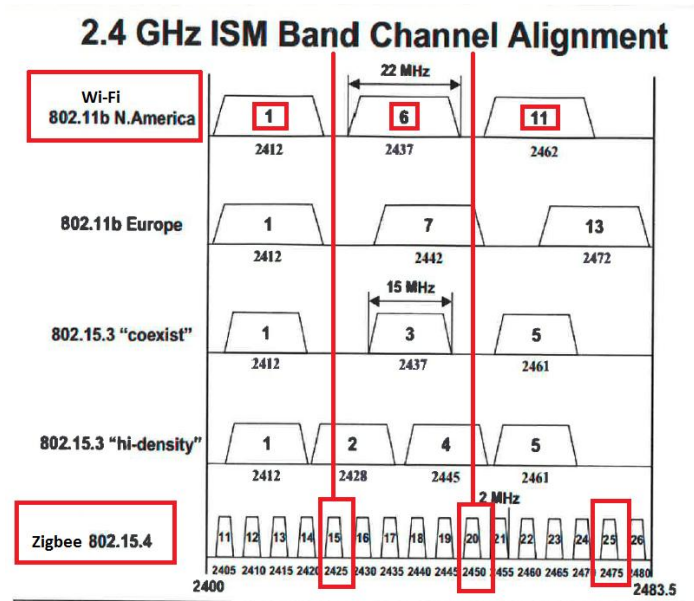 2.4 GHz ISM Band Channel Alignment
22 MHz
Wi-Fi
802.11b N.America
1 6 11
2412 2437 2462
802.11b Europe
1 7 13
2412 2442 2472
15 MHz
802.15.3 “coexist”
1 3 5
2412 2437 2461
802.15.3 “hi-density”
1 2 4 5
2412 2428 2445 2461
2 MHz
Zigbee 802.15.4
11 12 13 14 15 16 17 18 19 20 21 22 23 24 25 26
2405 2410 2415 2420 2425 2430 2435 2440 2445 2450 2455 2460 2465 2470 2475 2480
2400 2483.5